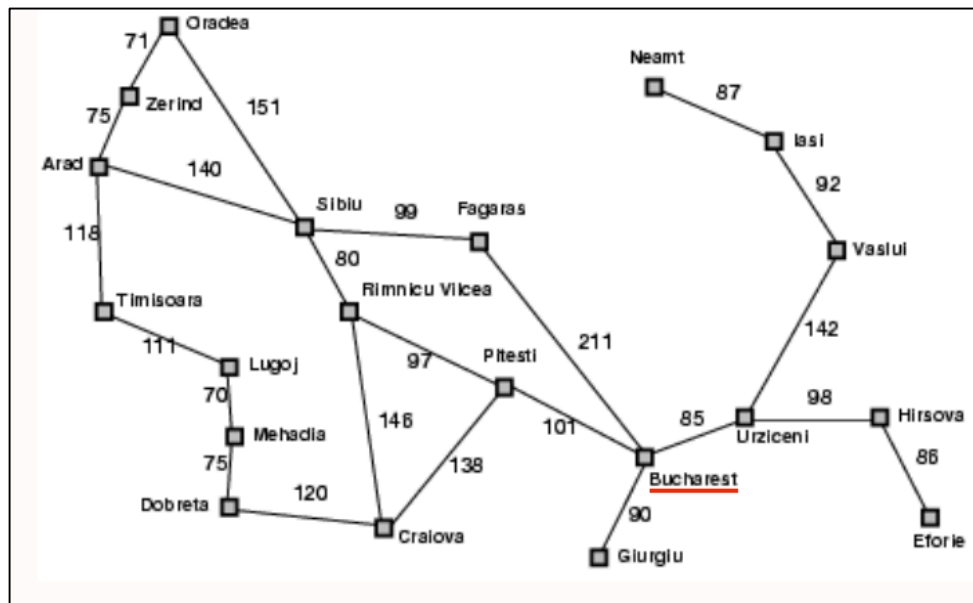 Oradea
71
Neamt
87
Zerind
151
75
Iasi
Arad
140
92
Sibiu
99
Fagaras
118
Vaslui
80
Timisoara
Rimnicu Vilcea
142
111
Lugoj
97
Pitesti
211
70
146
98
Hirsova
85
Mehadia
101
Urziceni
138
86
75
Bucharest
120
Dobreta
90
Craiova
Eforie
Giurgiu